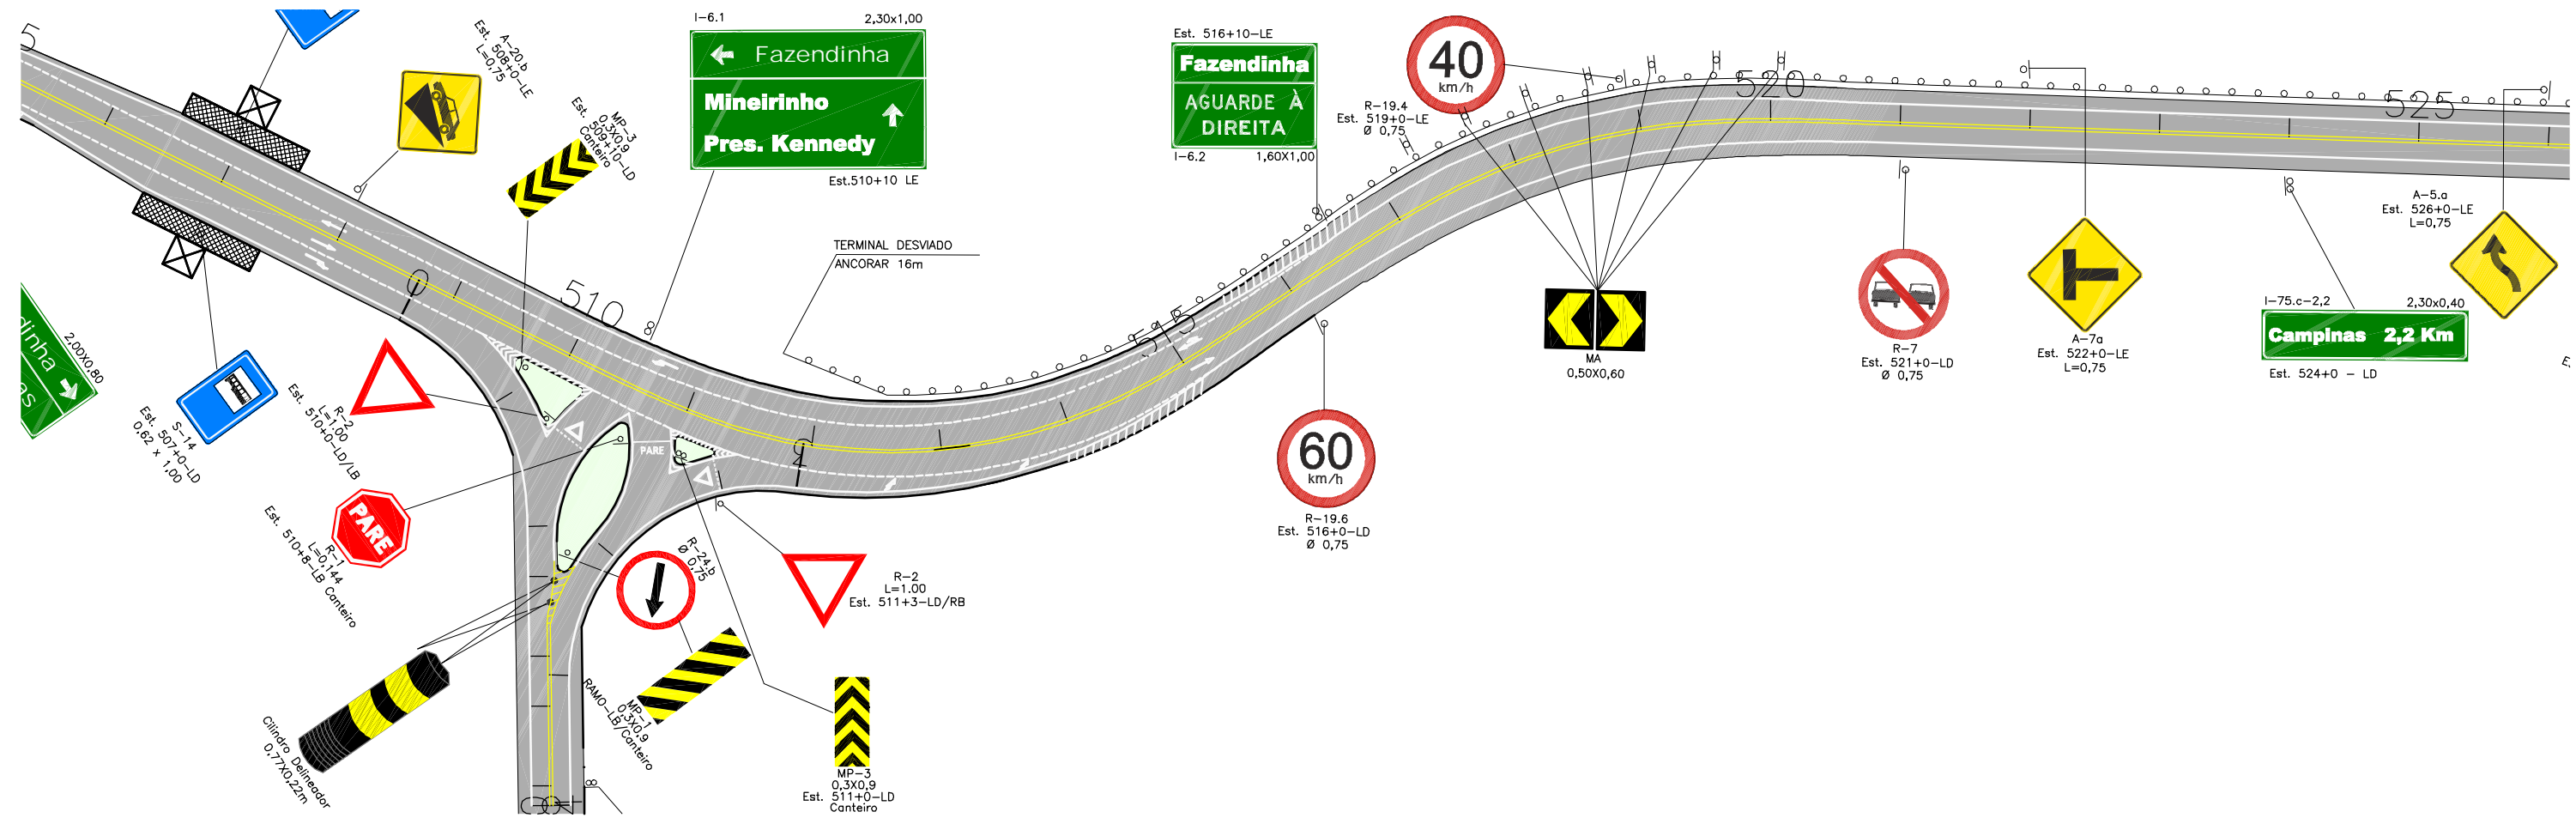 5
A-20.b
Est. 508+0-LE
L=0,75
MP-3
0,3X0,9
Est. 509+10-LD
Canteiro
I-6.1
2,30x1,00
Fazendinha
Mineirinho
Pres. Kennedy
Est.510+10 LE
TERMINAL DESVIADO
ANCORAR 16m
Est. 516+10-LE
Fazendinha
AGUARDE À
DIREITA
I-6.2
1,60X1,00
40
km/h
R-19.4
Est. 519+0-LE
Ø 0,75
510
515
520
525
0
2,00X0,80
S-14
Est. 507+0-LD
0,62 x 1,00
R-2
L=1.00
Est. 510+0-LD/LB
PARE
R-1
L=0,144
Est. 510+8-LB Canteiro
PARE
R-24.b
Ø 0,75
R-2
L=1.00
Est. 511+3-LD/RB
MP-1
0,3X0,9
RAMO-LB/Canteiro
MP-3
0,3X0,9
Est. 511+0-LD
Canteiro
Cilindro Delineador
0,77X0,22m
60
km/h
R-19.6
Est. 516+0-LD
Ø 0,75
MA
0,50X0,60
R-7
Est. 521+0-LD
Ø 0,75
A-7a
Est. 522+0-LE
L=0,75
I-75.c-2,2
2,30x0,40
Campinas 2,2 Km
Est. 524+0 - LD
A-5.a
Est. 526+0-LE
L=0,75